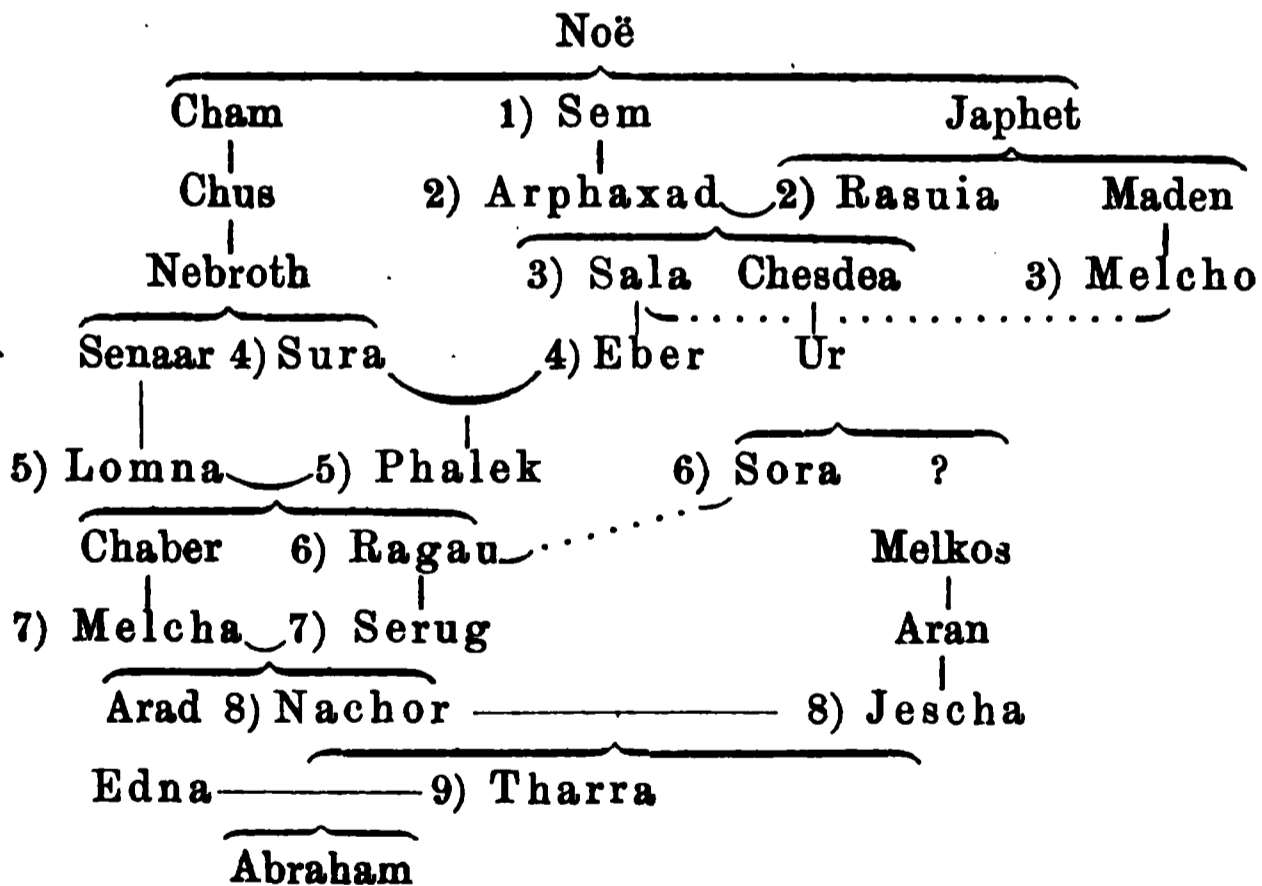 Noë
Cham 1) Sem Japhet
Chus 2) Arphaxad 2) Rasuia Maden
Nebroth 3) Sala Chesdea 3) Melcho
Senaar 4) Sura 4) Eber Ur
5) Lomna 5) Phalek 6) Sora ?
Chaber 6) Ragau Melkos
7) Melcha 7) Serug Aran
Arad 8) Nachor 8) Jescha
Edna 9) Tharra
Abraham